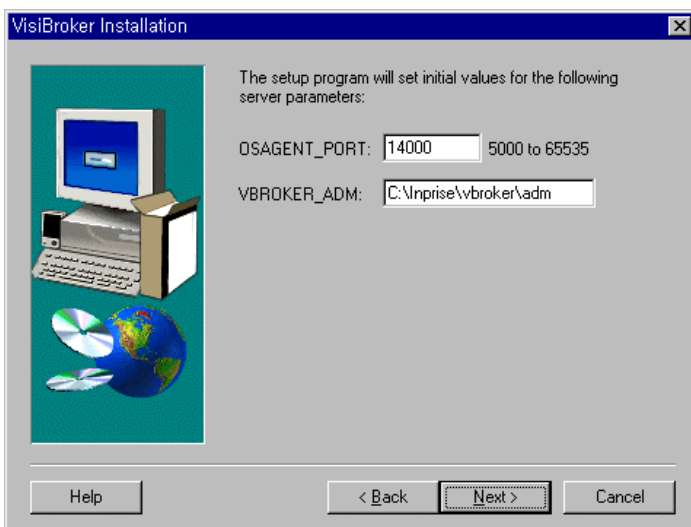 VisiBroker Installation
The setup program will set initial values for the following
server parameters:
OSAGENT_PORT: 14000 5000 to 65535
VBROKER_ADM: C:\Inprise\vbroker\adm
Help
< Back
Next >
Cancel